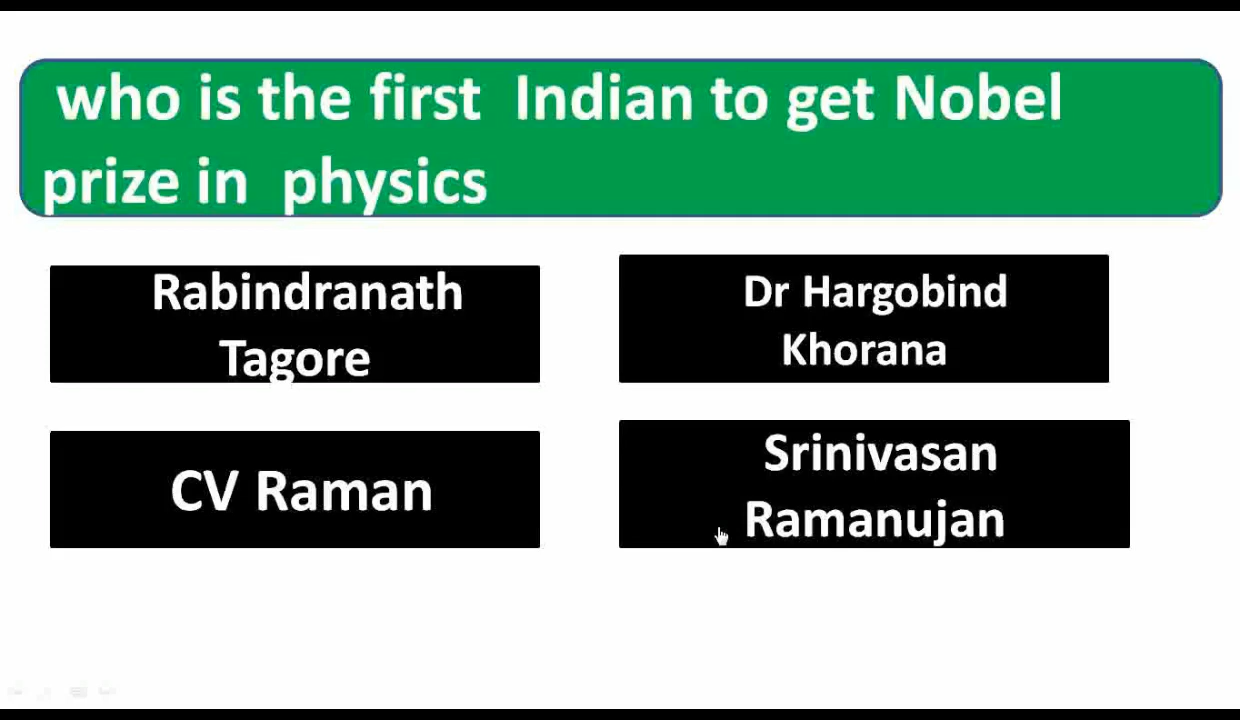 who is the first Indian to get Nobel
prize in physics
Rabindranath
Tagore
Dr Hargobind
Khorana
CV Raman
Srinivasan
Ramanujan